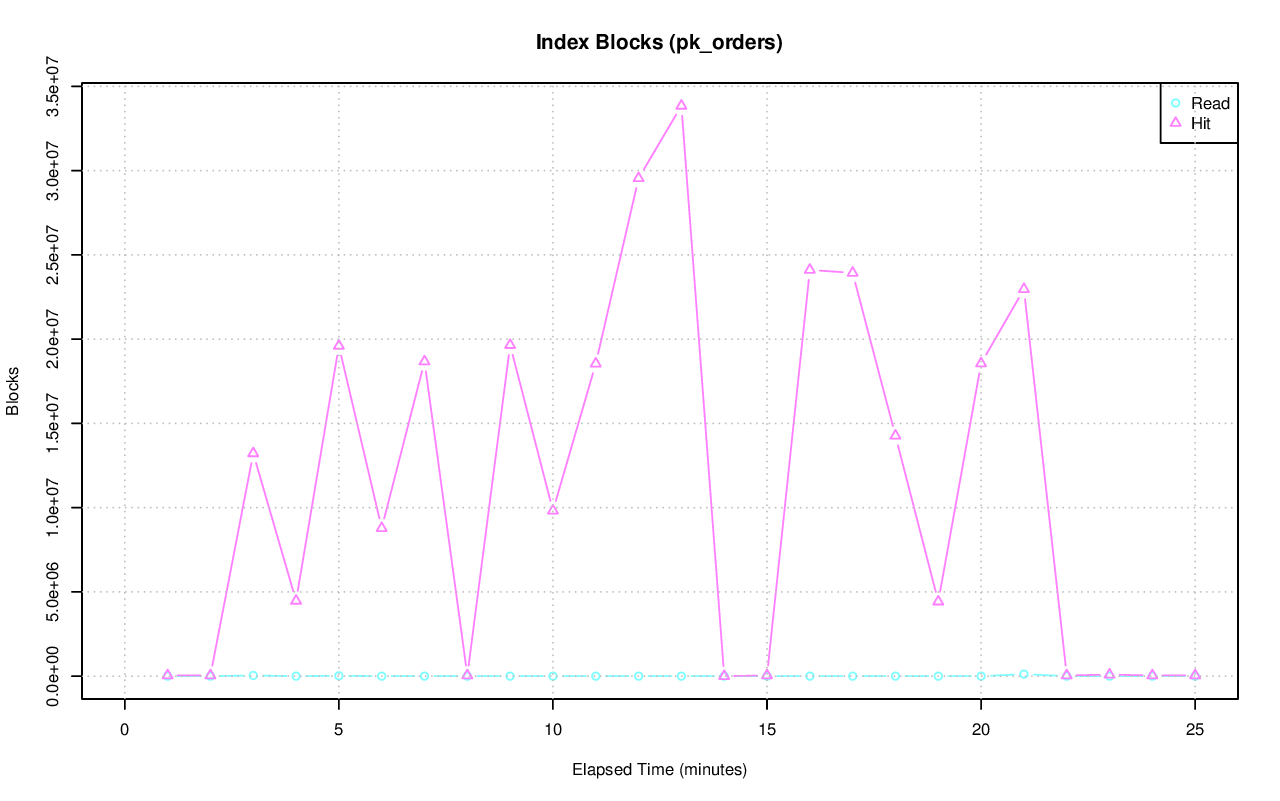 Index Blocks (pk_orders)
Read
Hit
Blocks
3.5e+07
3.0e+07
2.5e+07
2.0e+07
1.5e+07
1.0e+07
5.0e+06
0.0e+00
0 5 10 15 20 25
Elapsed Time (minutes)